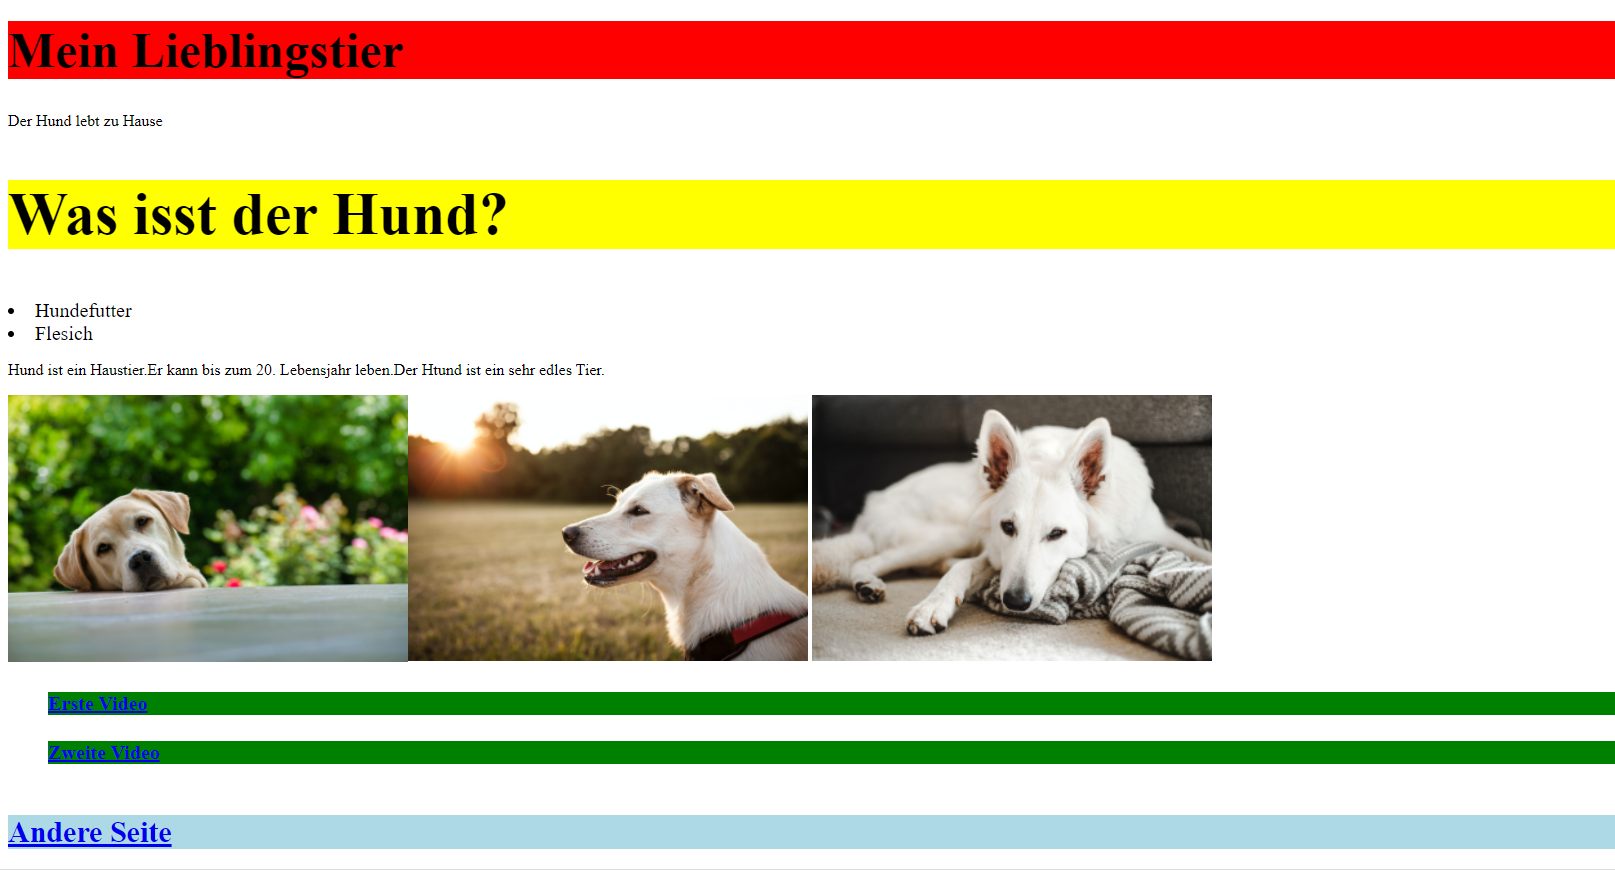 Mein Lieblingstier
Der Hund lebt zu Hause
Was isst der Hund?
Hundefutter
Flesich
Hund ist ein Haustier.Er kann bis zum 20. Lebensjahr leben.Der Htund ist ein sehr edles Tier.
Erste Video
Zweite Video
Andere Seite